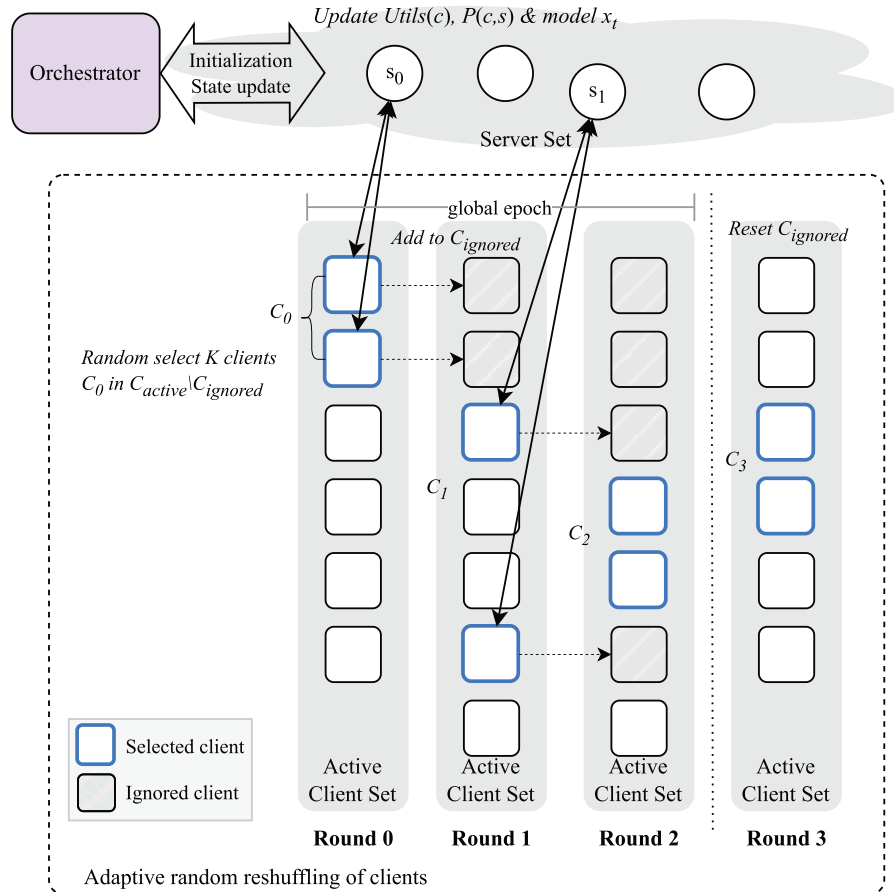 Update Utils(c), P(c,s) & model x_t
Orchestrator
Initialization
State update
s_0
s_1
Server Set
global epoch
Add to C_ignored
Reset C_ignored
C_0
Random select K clients
C_0 in C_active\C_ignored
C_1
C_2
C_3
Selected client
Ignored client
Active
Client Set
Active
Client Set
Active
Client Set
Active
Client Set
Round 0
Round 1
Round 2
Round 3
Adaptive random reshuffling of clients